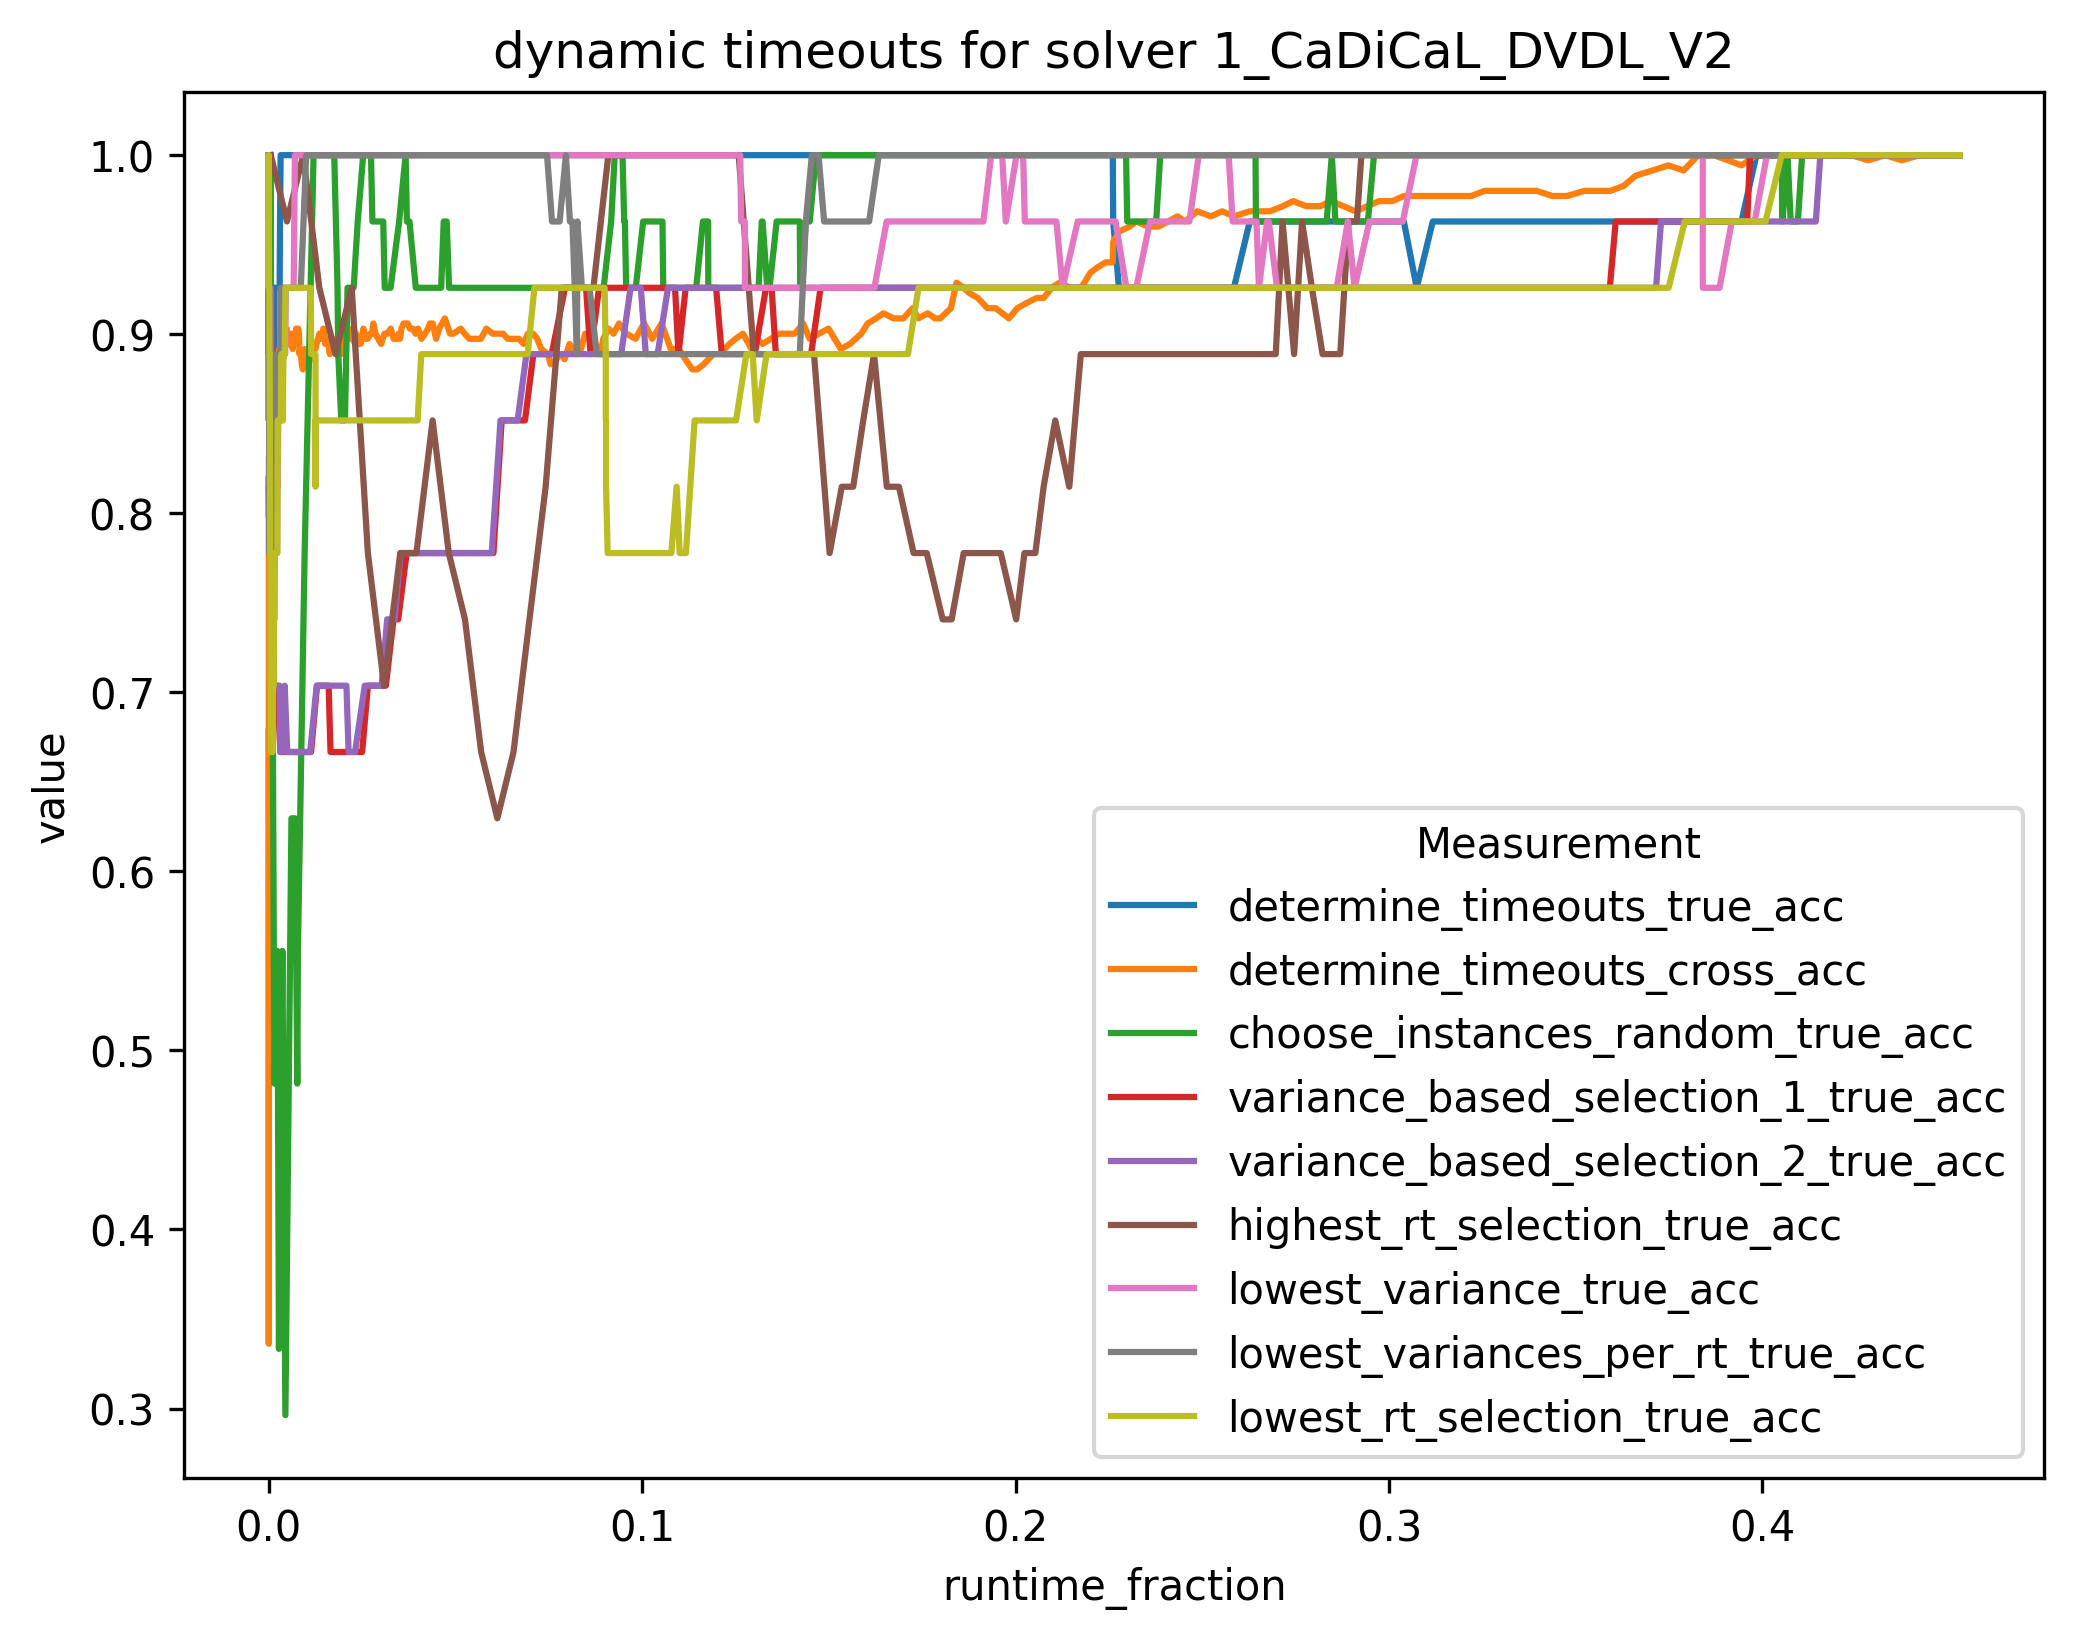 dynamic timeouts for solver 1_CaDiCaL_DVDL_V2
1.0
0.9
0.8
0.7
0.6
0.5
0.4
0.3
value
Measurement
determine_timeouts_true_acc
determine_timeouts_cross_acc
choose_instances_random_true_acc
variance_based_selection_1_true_acc
variance_based_selection_2_true_acc
highest_rt_selection_true_acc
lowest_variance_true_acc
lowest_variances_per_rt_true_acc
lowest_rt_selection_true_acc
0.0 0.1 0.2 0.3 0.4
runtime_fraction